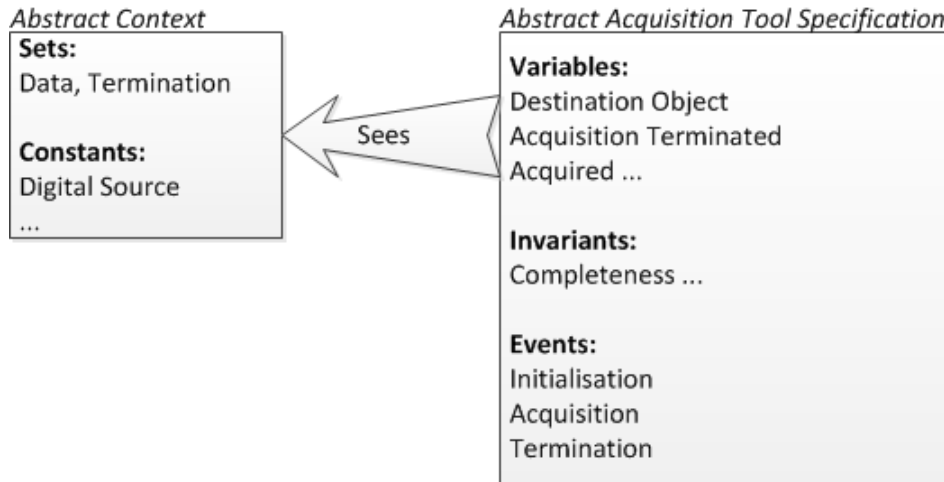 Abstract Context
Sets:
Data, Termination
Constants:
Digital Source
...
Sees
Abstract Acquisition Tool Specification
Variables:
Destination Object
Acquisition Terminated
Acquired ...
Invariants:
Completeness ...
Events:
Initialisation
Acquisition
Termination